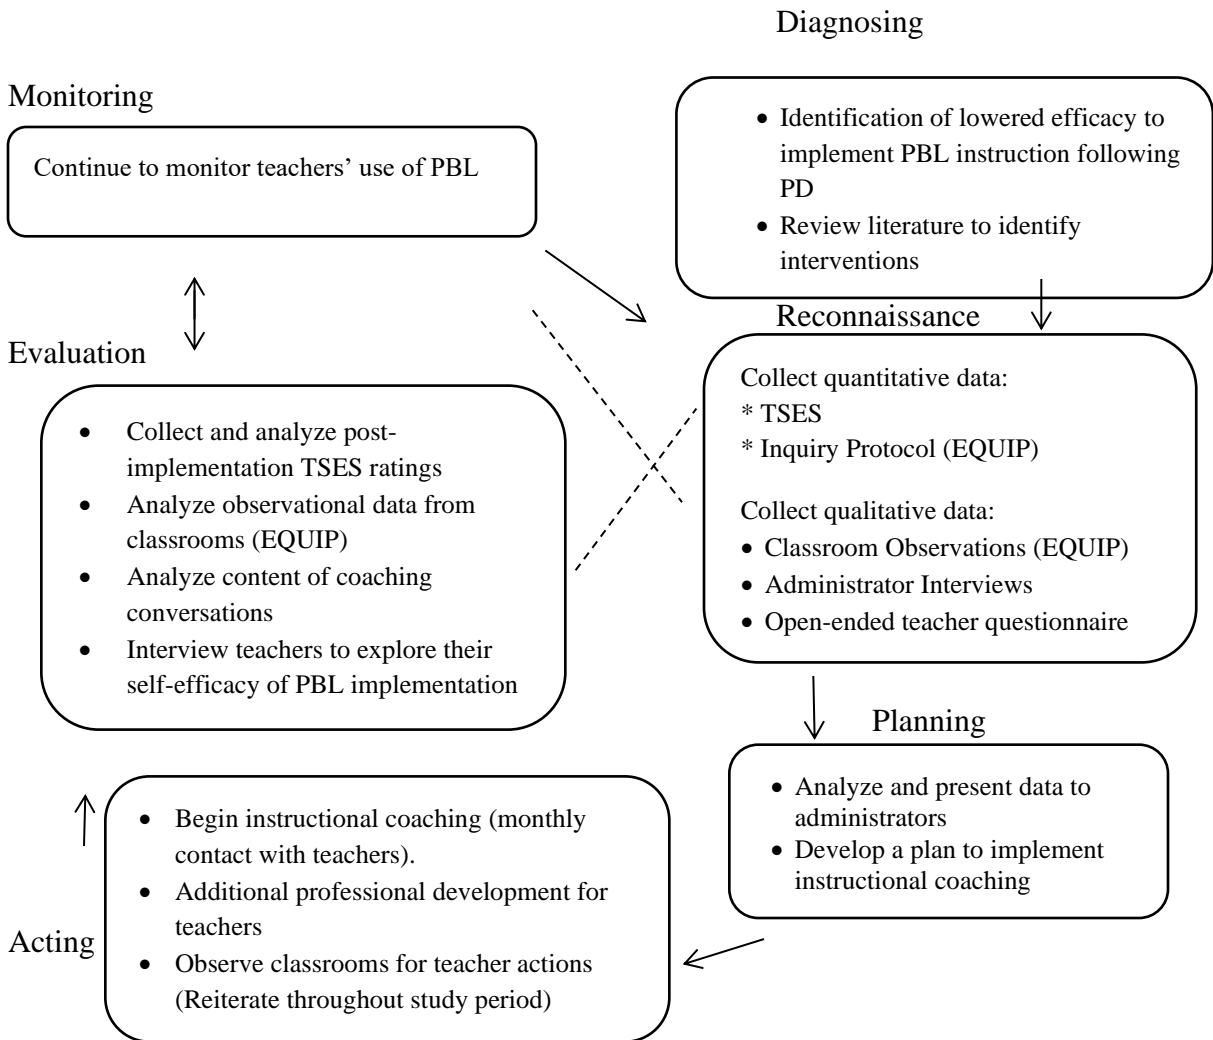 Diagnosing
Monitoring
• Identification of lowered efficacy to
implement PBL instruction following
PD
• Review literature to identify
interventions
Continue to monitor teachers’ use of PBL
Reconnaissance
Evaluation
Collect quantitative data:
* TSES
* Inquiry Protocol (EQUIP)
Collect qualitative data:
• Classroom Observations (EQUIP)
• Administrator Interviews
• Open-ended teacher questionnaire
• Collect and analyze post-
implementation TSES ratings
• Analyze observational data from
classrooms (EQUIP)
• Analyze content of coaching
conversations
• Interview teachers to explore their
self-efficacy of PBL implementation
Planning
• Analyze and present data to
administrators
• Develop a plan to implement
instructional coaching
Acting
• Begin instructional coaching (monthly
contact with teachers).
• Additional professional development for
teachers
• Observe classrooms for teacher actions
(Reiterate throughout study period)